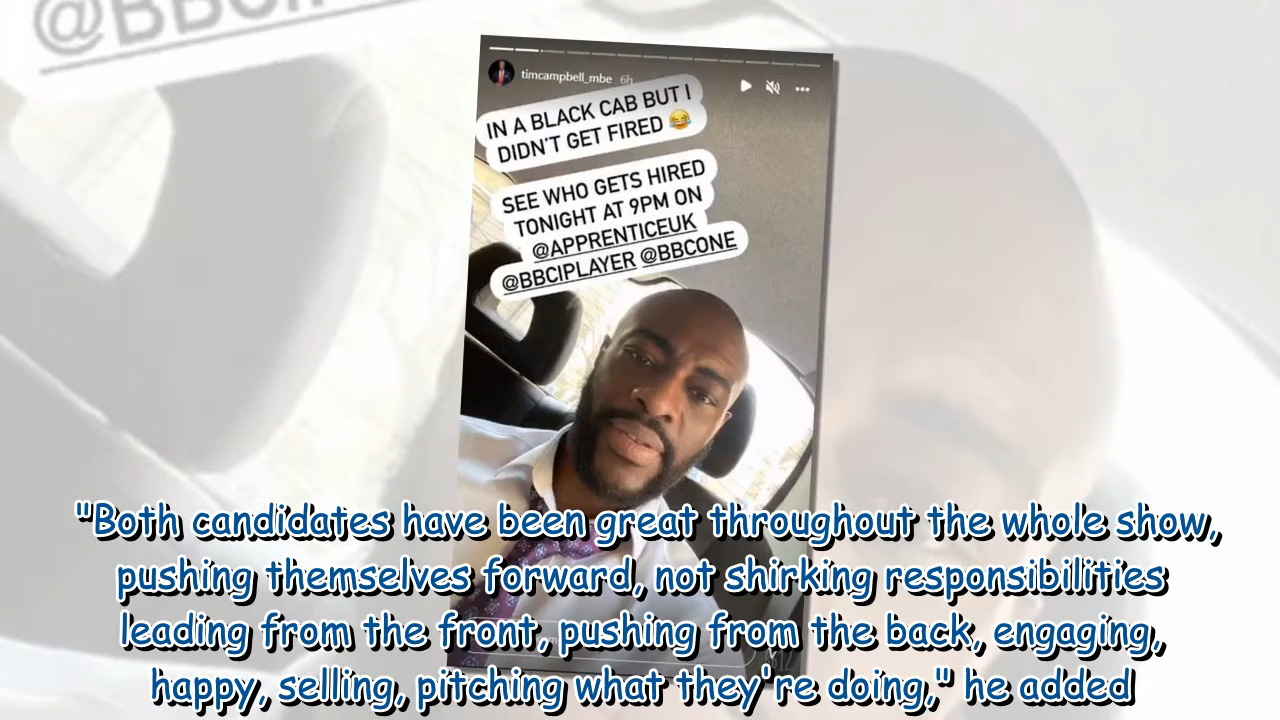 @BBCI
timcampbell_mbe 6h
IN A BLACK CAB BUT I
DIDN'T GET FIRED 😂
SEE WHO GETS HIRED
TONIGHT AT 9PM ON
@APPRENTICEUK
@BBCIPLAYER @BBCONE
"Both candidates have been great throughout the whole show,
pushing themselves forward, not shirking responsibilities
leading from the front, pushing from the back, engaging,
happy, selling, pitching what they're doing," he added